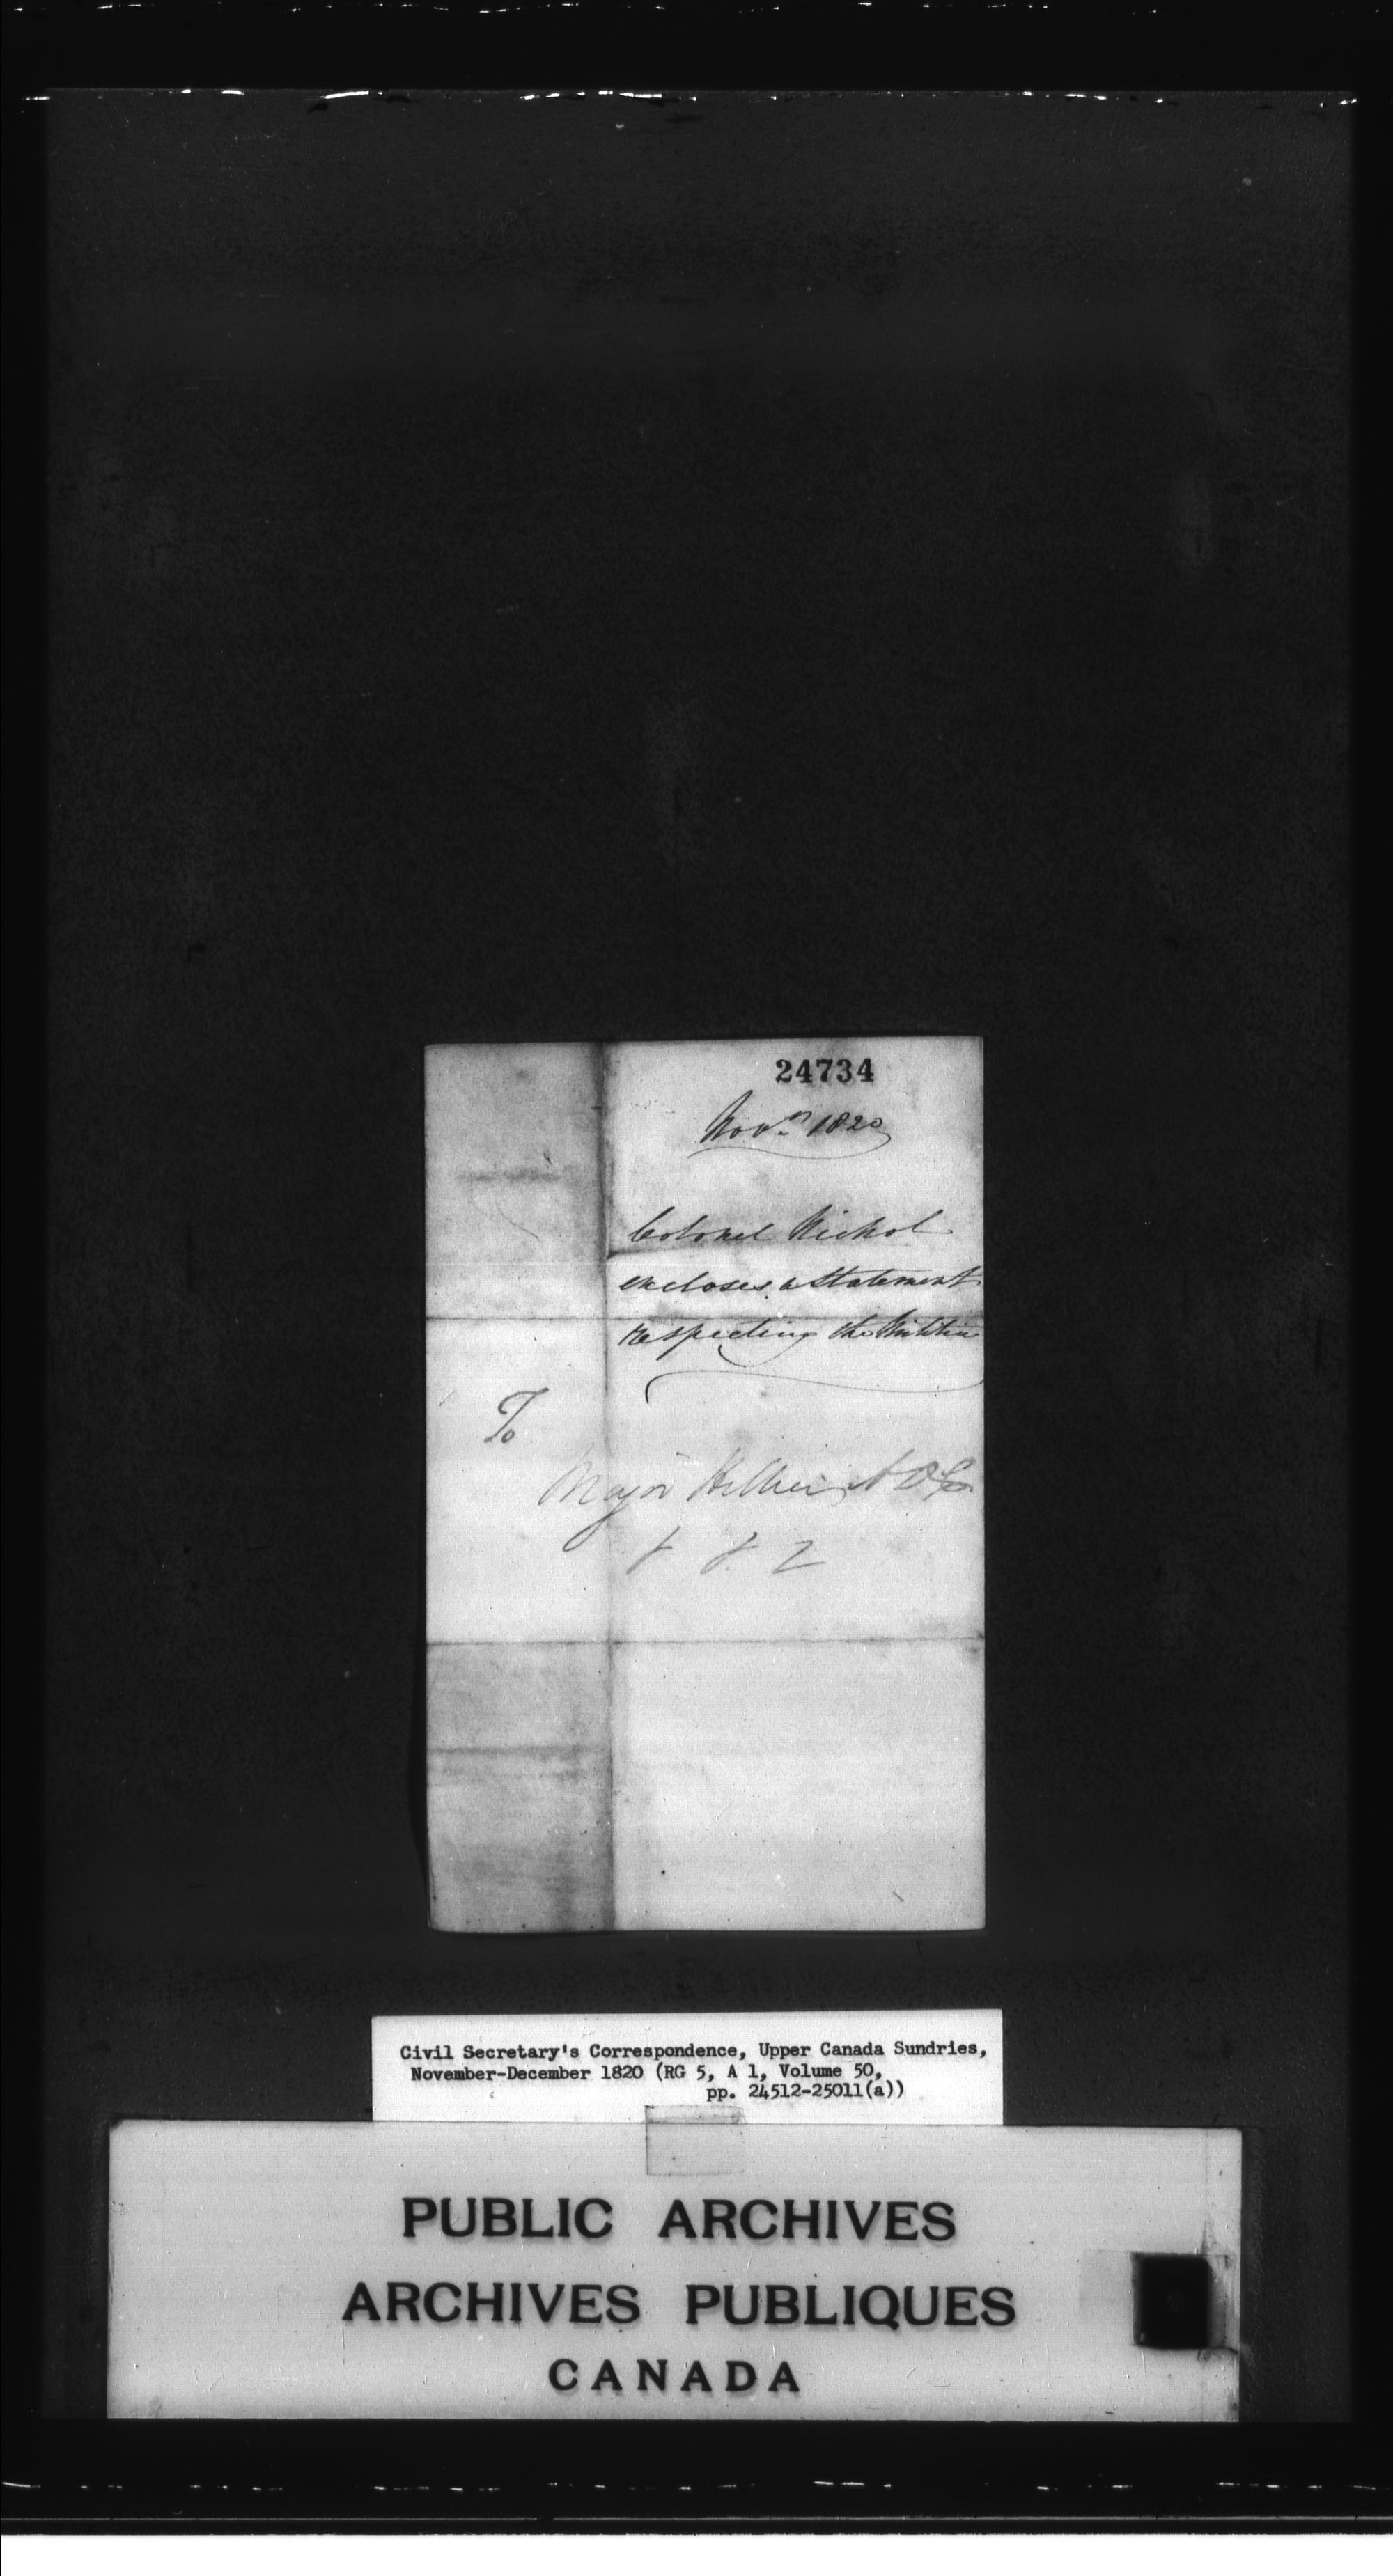 24734
Novr 1820
Colonel Nichol
encloses a Statement
respecting the Militia
To
Major Hillier, A D C
& & &
Civil Secretary's Correspondence, Upper Canada Sundries,
November-December 1820 (RG 5, A 1, Volume 50,
pp. 24512-25011(a))
PUBLIC ARCHIVES
ARCHIVES PUBLIQUES
CANADA